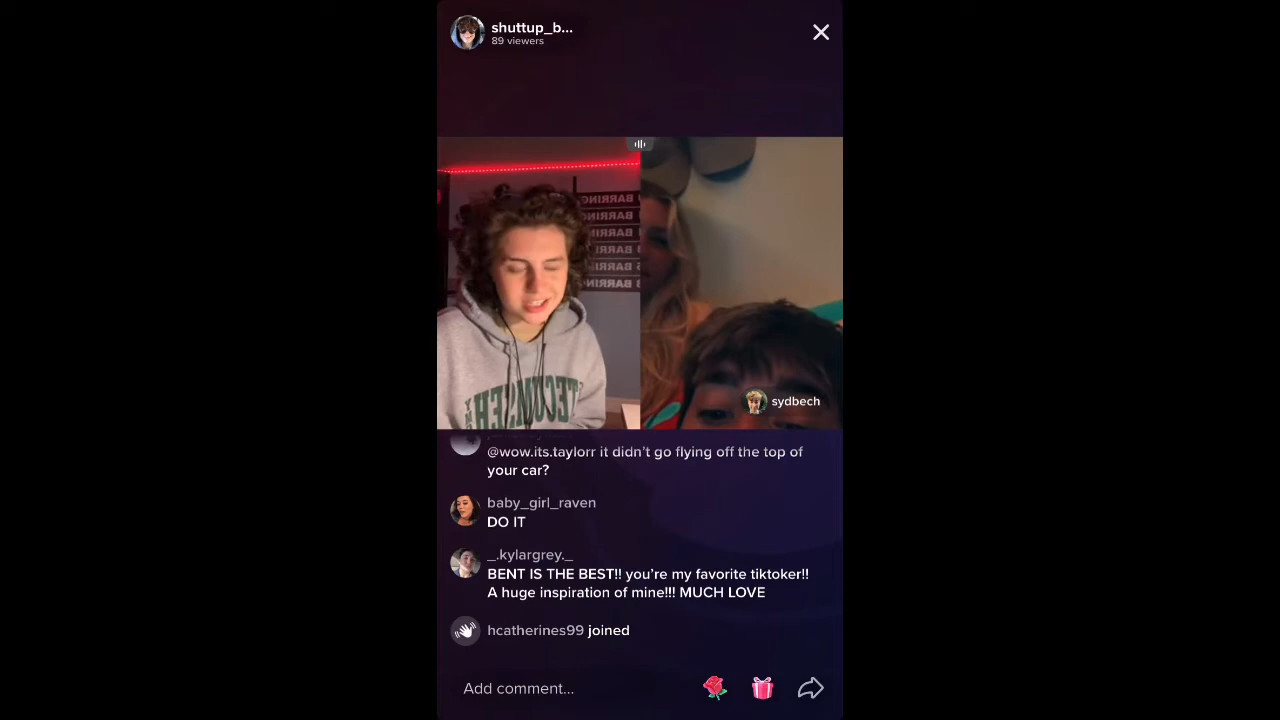 shuttup_b...
89 viewers
sydbech
@wow.its.taylorr it didn't go flying off the top of
your car?
baby_girl_raven
DO IT
_.kylargrey._
BENT IS THE BEST!! you're my favorite tiktoker!!
A huge inspiration of mine!!! MUCH LOVE
hcatherines99 joined
Add comment...